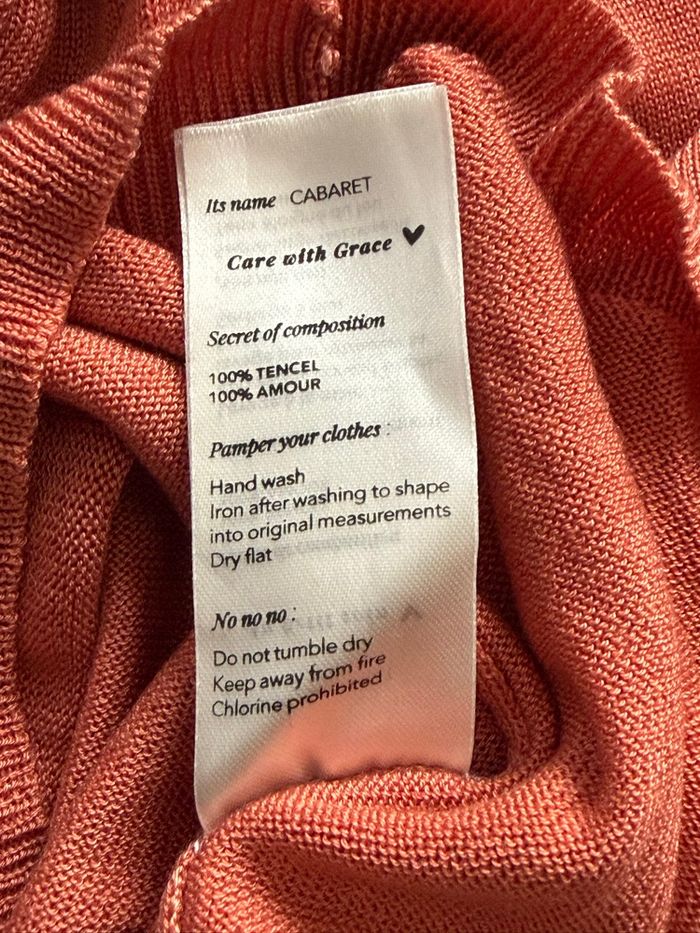 Its name CABARET
Care with Grace ♥
Secret of composition
100% TENCEL
100% AMOUR
Pamper your clothes :
Hand wash
Iron after washing to shape
into original measurements
Dry flat
No no no :
Do not tumble dry
Keep away from fire
Chlorine prohibited